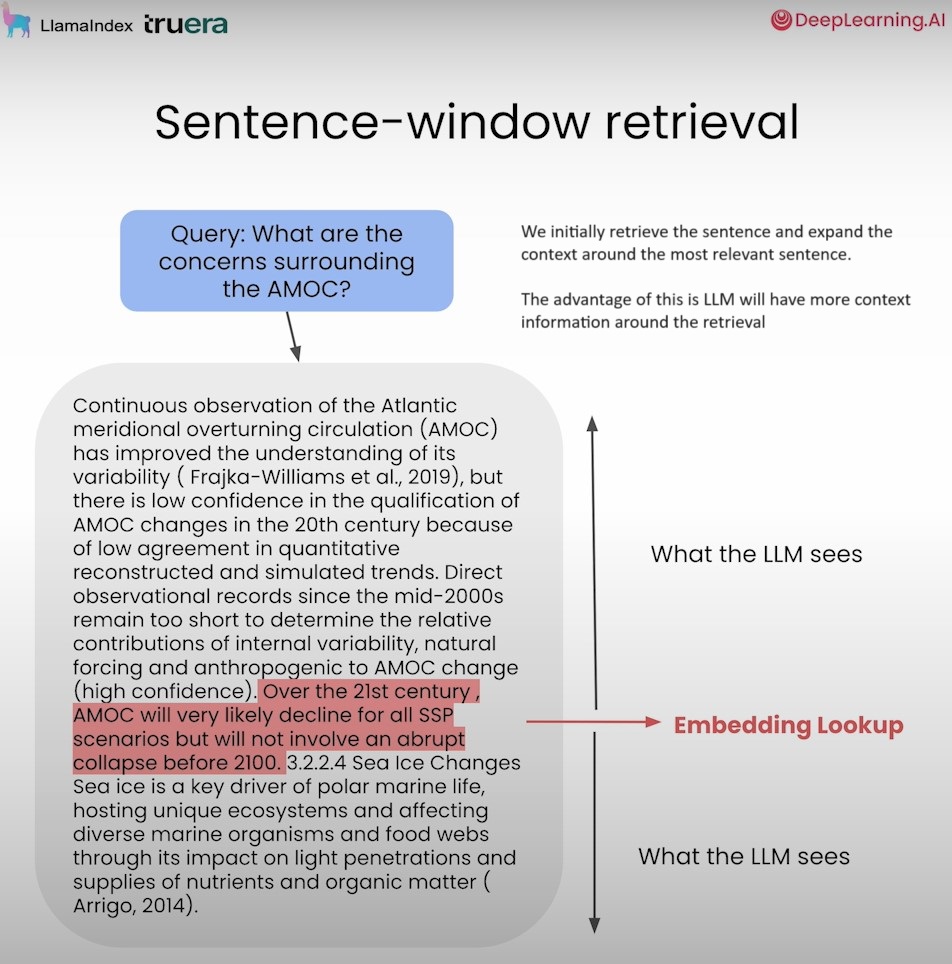 LlamaIndex truera
DeepLearning.AI
Sentence-window retrieval
Query: What are the
concerns surrounding
the AMOC?
We initially retrieve the sentence and expand the
context around the most relevant sentence.
The advantage of this is LLM will have more context
information around the retrieval
Continuous observation of the Atlantic
meridional overturning circulation (AMOC)
has improved the understanding of its
variability ( Frajka-Williams et al., 2019), but
there is low confidence in the qualification of
AMOC changes in the 20th century because
of low agreement in quantitative
reconstructed and simulated trends. Direct
observational records since the mid-2000s
remain too short to determine the relative
contributions of internal variability, natural
forcing and anthropogenic to AMOC change
(high confidence). Over the 21st century ,
AMOC will very likely decline for all SSP
scenarios but will not involve an abrupt
collapse before 2100. 3.2.2.4 Sea Ice Changes
Sea ice is a key driver of polar marine life,
hosting unique ecosystems and affecting
diverse marine organisms and food webs
through its impact on light penetrations and
supplies of nutrients and organic matter (
Arrigo, 2014).
What the LLM sees
Embedding Lookup
What the LLM sees